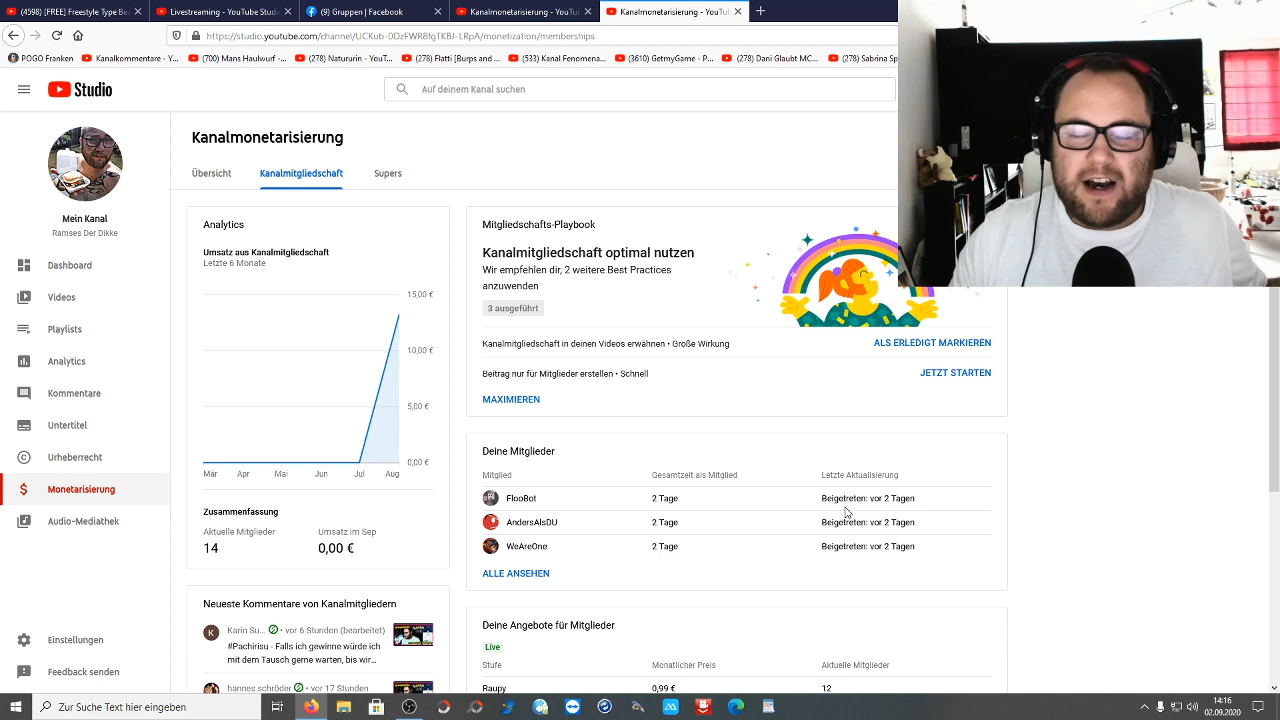 (4598) [FREE] Freestyle Type Be
Livestreaming - YouTube Studi
(9) Gruppen | Facebook
Kanalmonetarisierung - YouTub
Kanalmonetarisierung - YouTub
https://studio.youtube.com/channel/UCKub-0DzFWR8fgTK8J-LRpA/monetization/memberships
POGO Franken
Kanalkommentare - Y...
(700) Mans Haulwurf - ...
(278) Natururin - YouT...
(278) Flatti [Burps and ...
(533) Kanal Fenomena...
(3610) GetmyGame - P...
(278) Dani Glaubt MC...
(278) Sabrina Sp
Studio
Auf deinem Kanal suchen
Mein Kanal
Ramses Der Dikke
Dashboard
Videos
Playlists
Analytics
Kommentare
Untertitel
Urheberrecht
Monetarisierung
Audio-Mediathek
Einstellungen
Feedback senden
Kanalmonetarisierung
Übersicht
Kanalmitgliedschaft
Supers
Analytics
Umsatz aus Kanalmitgliedschaft
Letzte 6 Monate
15,00 €
10,00 €
5,00 €
0,00 €
Mär Apr Mai Jun Jul Aug
Zusammenfassung
Aktuelle Mitglieder Umsatz im Sep
14 0,00 €
Neueste Kommentare von Kanalmitgliedern
K
Karin Su... • vor 6 Stunden (bearbeitet)
#Pachirisu - Falls ich gewinne würde ich
mit dem Tausch gerne warten, bis wir...
hannes schröder • vor 17 Stunden
Mitgliedschafts-Playbook
Kanalmitgliedschaft optimal nutzen
Wir empfehlen dir, 2 weitere Best Practices
anzuwenden
3 ausgeführt
Kanalmitgliedschaft in deinen Videos erwähnen • Große Wirkung ALS ERLEDIGT MARKIEREN
Beitrag nur für Mitglieder erstellen • Schnell JETZT STARTEN
MAXIMIEREN
Deine Mitglieder
Mitglied Gesamtzeit als Mitglied Letzte Aktualisierung
FlooBot 2 Tage Beigetreten: vor 2 Tagen
AndersAlsDU 2 Tage Beigetreten: vor 2 Tagen
WeAreOne 2 Tage Beigetreten: vor 2 Tagen
ALLE ANSEHEN
Deine Angebote für Mitglieder
Live
Stufe Monatlicher Preis Aktuelle Mitglieder
Raupy 0,99 € 12
Zur Suche Text hier eingeben
14:16
02.09.2020